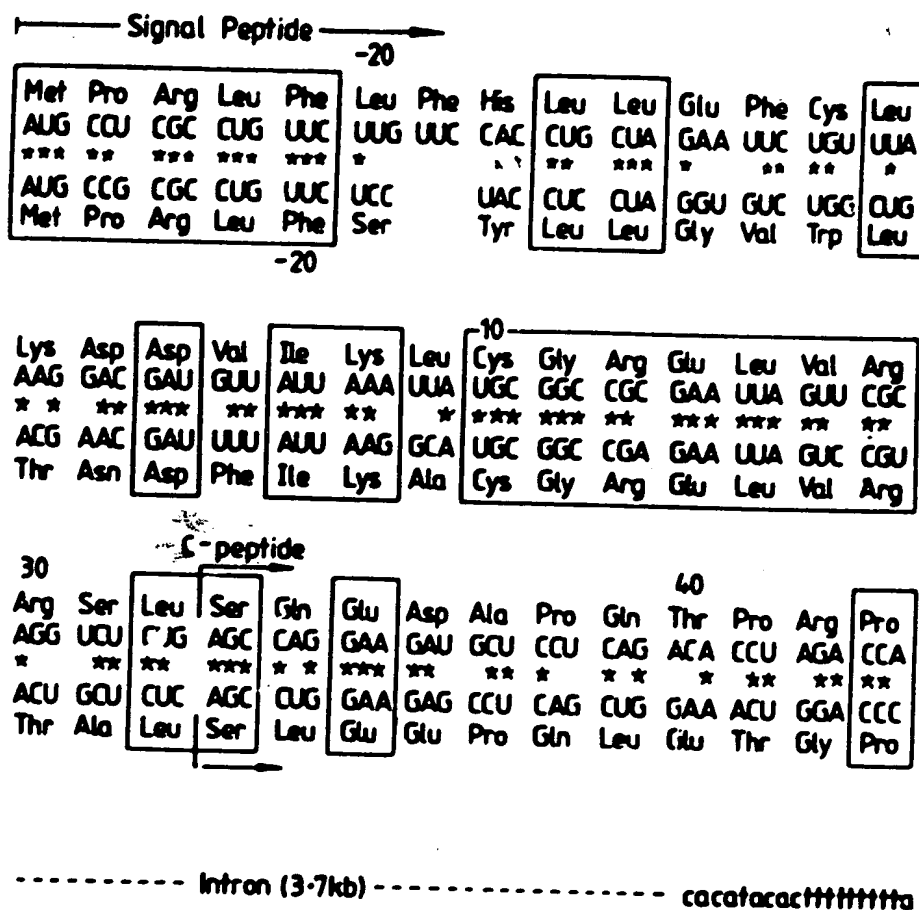 Signal Peptide
-20
Met Pro Arg Leu Phe Leu Phe His Leu Leu Glu Phe Cys Leu
AUG CCU CGC CUG UUC UUG UUC CAC CUG CUA GAA UUC UGU UUA
*** ** *** *** *** * ** *** * ** ** *
AUG CCG CGC CUG UUC UCC UAC CUC CUA GGU GUC UGG CUG
Met Pro Arg Leu Phe Ser Tyr Leu Leu Gly Val Trp Leu
-20
10
Lys Asp Asp Val Ile Lys Leu Cys Gly Arg Glu Leu Val Arg
AAG GAC GAU GUU AUU AAA UUA UGC GGC CGC GAA UUA GUU CGC
* * ** *** ** *** ** * *** *** ** *** *** ** **
ACG AAC GAU UUU AUU AAG GCA UGC GGC CGA GAA UUA GUC CGU
Thr Asn Asp Phe Ile Lys Ala Cys Gly Arg Glu Leu Val Arg
C-peptide
30 40
Arg Ser Leu Ser Gln Glu Asp Ala Pro Gln Thr Pro Arg Pro
AGG UCU AGC CAG GAA GAU GCU CCU CAG ACA CCU AGA CCA
* ** ** *** * * *** ** ** * * * * ** ** **
ACU GCU CUC AGC CUG GAA GAG CCU CAG CUG GAA ACU GGA CCC
Thr Ala Leu Ser Leu Glu Glu Pro Gln Leu Glu Thr Gly Pro
Intron (3·7kb) cacatacacttttttttta